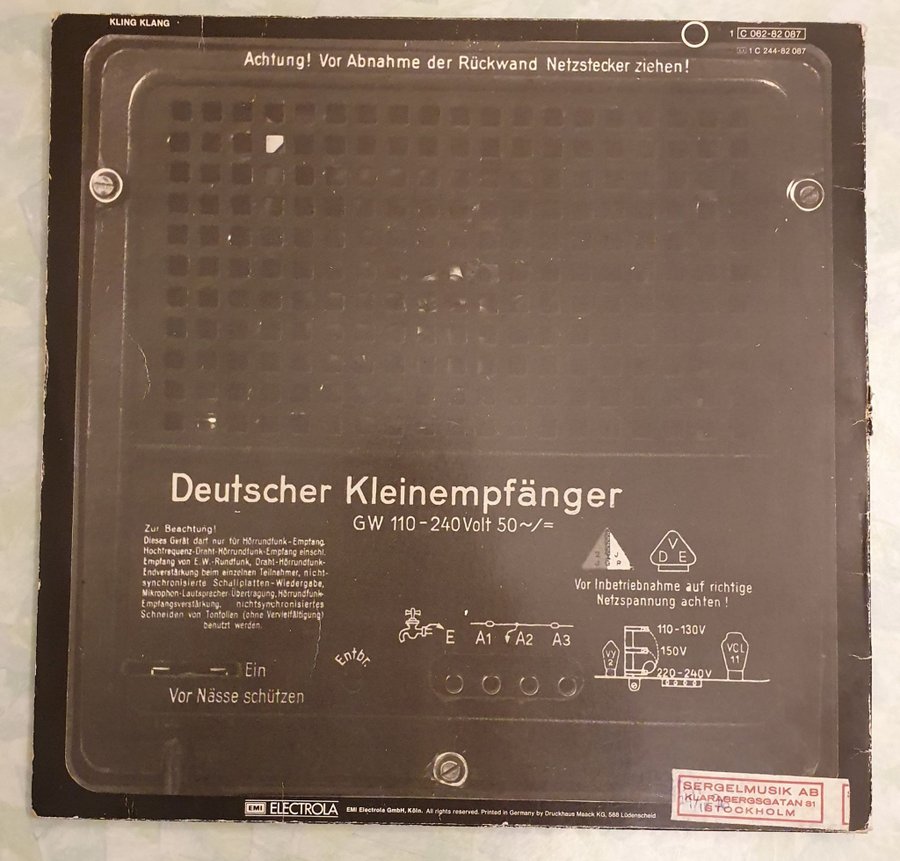 KLING KLANG
1 C 062-82 087
1 C 244-82 087
Achtung! Vor Abnahme der Rückwand Netzstecker ziehen!
Deutscher Kleinempfänger
GW 110-240Volt 50~/=
Zur Beachtung!
Dieses Gerät darf nur für Hörrundfunk-Empfang,
Hochfrequenz-Draht-Hörrundfunk-Empfang einschl.
Empfang von E.W.-Rundfunk, Draht-Hörrundfunk-
Endverstärkung beim einzelnen Teilnehmer, nicht-
synchronisierte Schallplatten-Wiedergabe,
Mikrophon-Lautsprecher-Übertragung, Hörrundfunk-
Empfangsverstärkung, nichtsynchronisiertes
Schneiden von Tonfolien (ohne Vervielfältigung)
benutzt werden.
VDE
Vor Inbetriebnahme auf richtige
Netzspannung achten!
E A1 A2 A3
VY 2
110-130V
150V
220-240V
VCL 11
Entbr.
Ein
Vor Nässe schützen
EMI ELECTROLA EMI Electrola GmbH, Köln. All rights reserved. Printed in Germany by Druckhaus Maack KG, 588 Lüdenscheid
SERGELMUSIK AB
KLARABERGSGATAN 31
STOCKHOLM